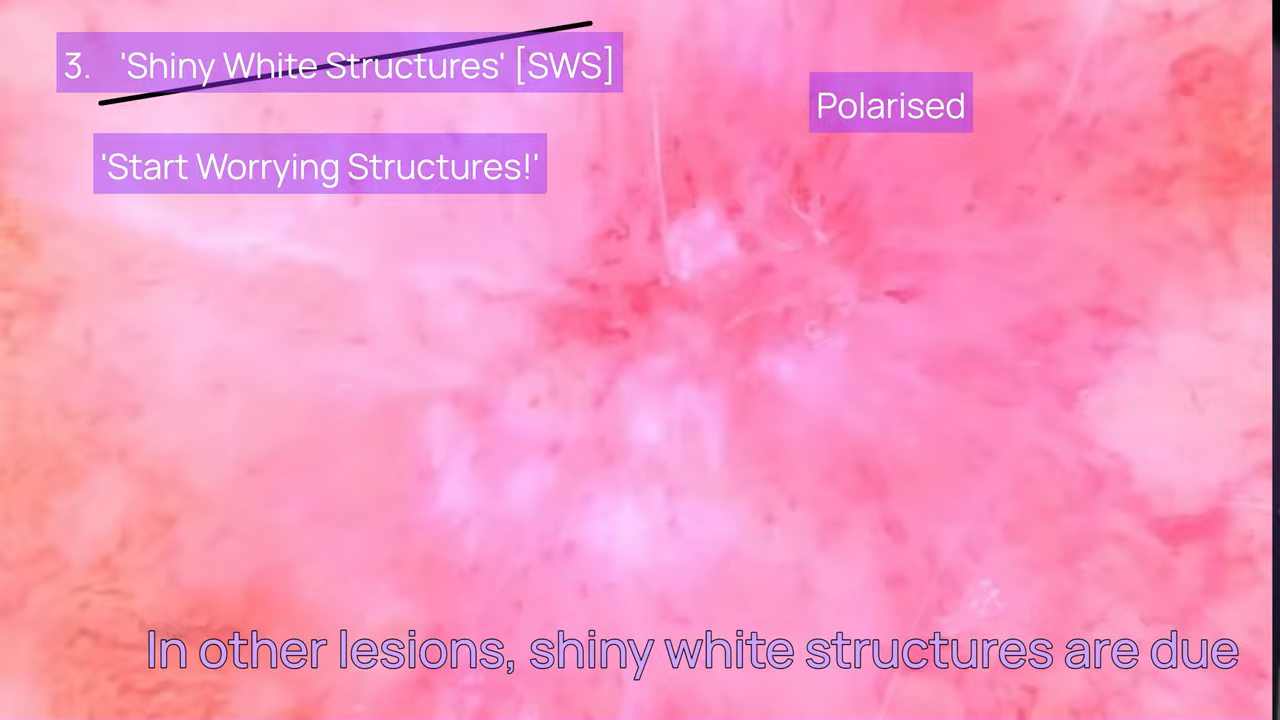 3. 'Shiny White Structures' [SWS]
Polarised
'Start Worrying Structures!'
In other lesions, shiny white structures are due